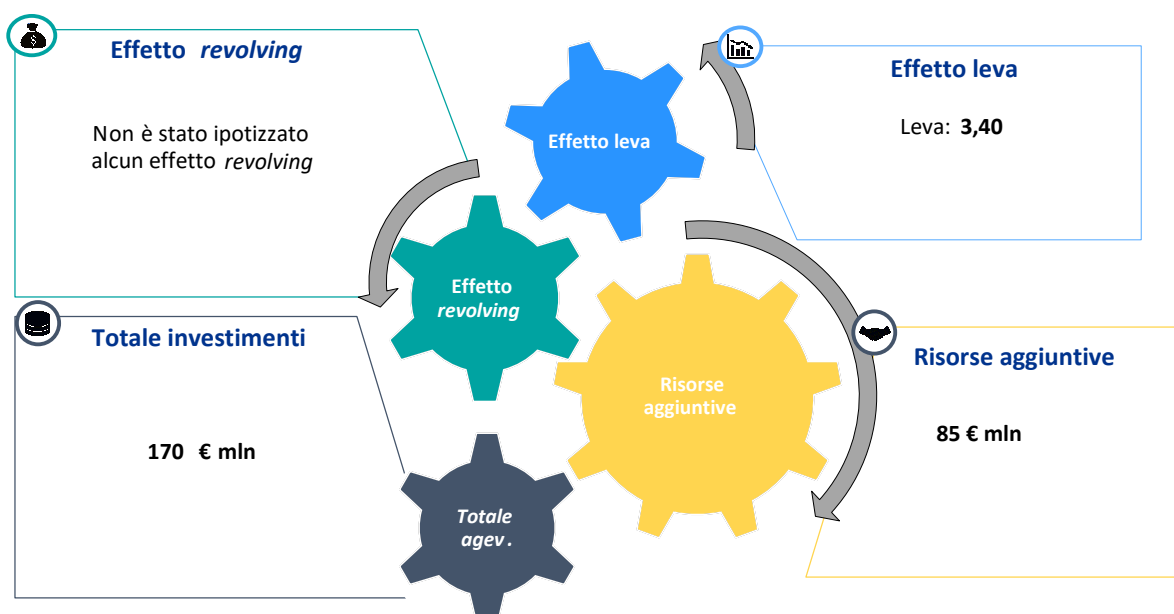 Effetto revolving
Non è stato ipotizzato
alcun effetto revolving
Effetto leva
Leva: 3,40
Effetto leva
Effetto
revolving
Totale investimenti
170 € mln
Risorse
aggiuntive
Risorse aggiuntive
85 € mln
Totale
agev.